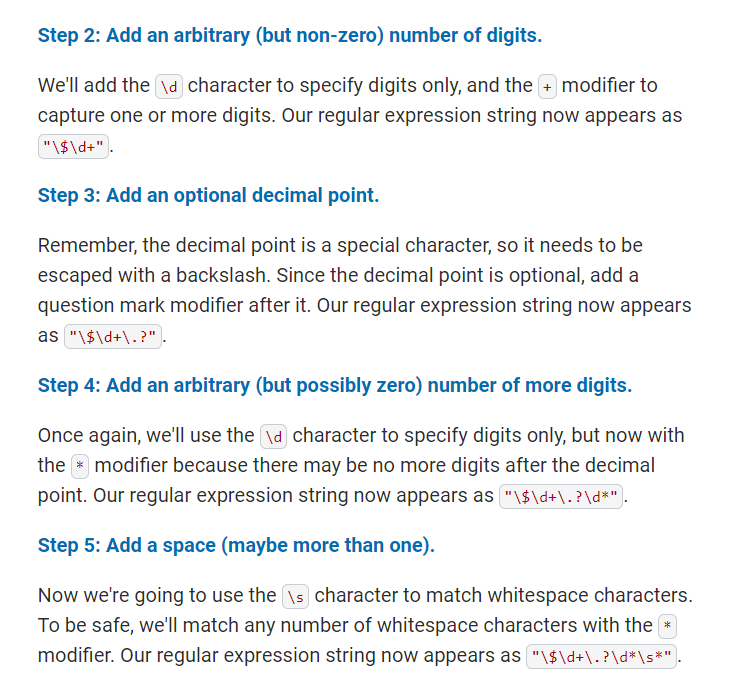 Step 2: Add an arbitrary (but non-zero) number of digits.
We'll add the \d character to specify digits only, and the + modifier to
capture one or more digits. Our regular expression string now appears as
"\$\d+".
Step 3: Add an optional decimal point.
Remember, the decimal point is a special character, so it needs to be
escaped with a backslash. Since the decimal point is optional, add a
question mark modifier after it. Our regular expression string now appears
as "\$\d+\.?".
Step 4: Add an arbitrary (but possibly zero) number of more digits.
Once again, we'll use the \d character to specify digits only, but now with
the * modifier because there may be no more digits after the decimal
point. Our regular expression string now appears as "\$\d+\.?\d*".
Step 5: Add a space (maybe more than one).
Now we're going to use the \s character to match whitespace characters.
To be safe, we'll match any number of whitespace characters with the *
modifier. Our regular expression string now appears as "\$\d+\.?\d*\s*".